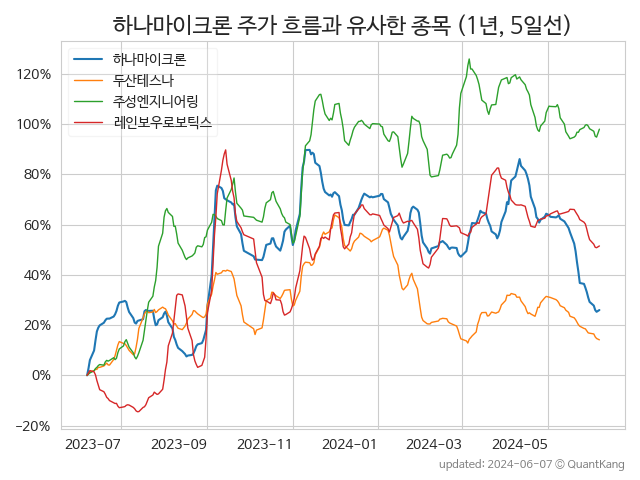 하나마이크론 주가 흐름과 유사한 종목 (1년, 5일선)
하나마이크론
두산테스나
주성엔지니어링
레인보우로보틱스
120%
100%
80%
60%
40%
20%
0%
−20%
2023-07 2023-09 2023-11 2024-01 2024-03 2024-05
updated: 2024-06-07 © QuantKang